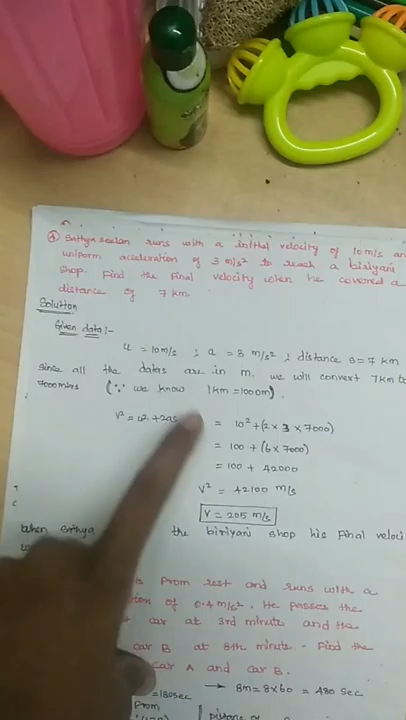 ④ Sathya seelan runs with a initial velocity of 10m/s an
uniform acceleration of 3 m/s² to reach a biriyani
shop. Find the final velocity when he covered a
distance of 7 km.
Solution
Given data:-
u = 10m/s ; a = 3 m/s² ; distance s = 7 km
since all the datas are in m. we will convert 7km to
7000mtrs (∵ we know 1km = 1000m).
v² = u² + 2as = 10² + (2 × 3 × 7000)
= 100 + (6 × 7000)
= 100 + 42000
v² = 42100 m/s
v = 205 m/s
When Sathya the biriyani shop his final veloci
from rest and runs with a
of 0.4 m/s². He passes the
car at 3rd minute and the
car B at 8th minute. Find the
car A and car B.
= 180sec → 8m = 8×60 = 480 sec
From distance